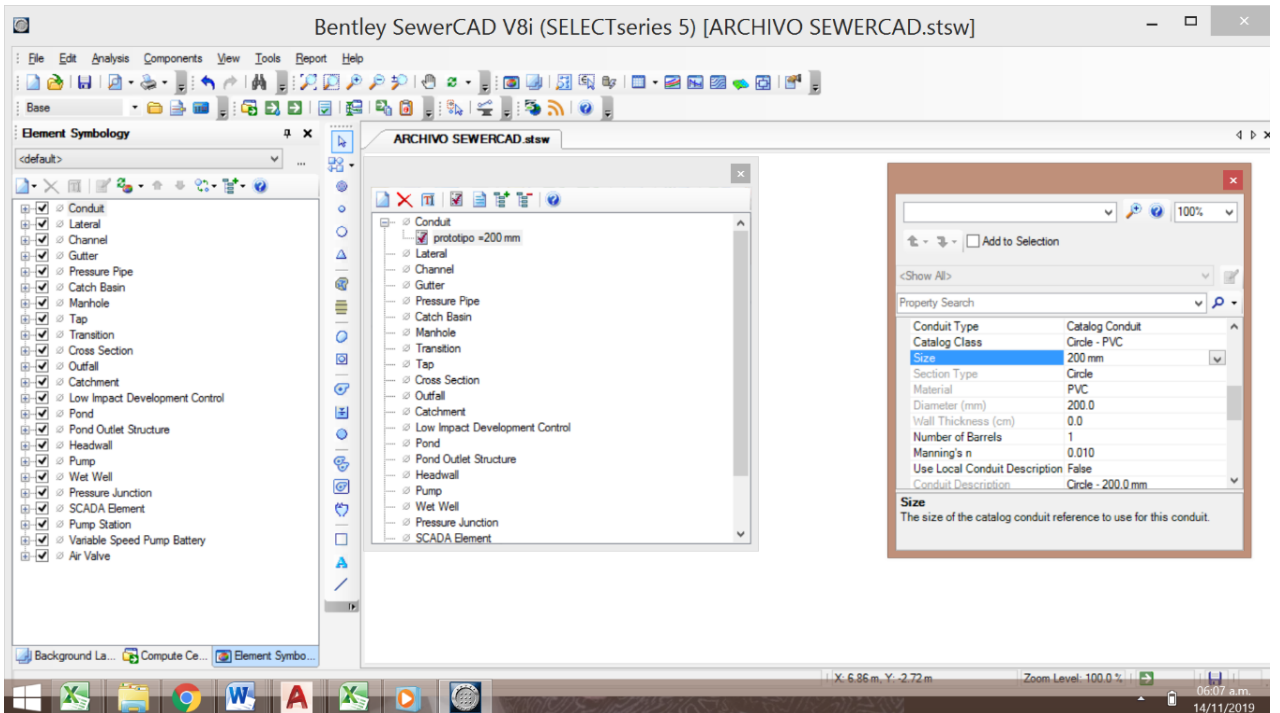 Bentley SewerCAD V8i (SELECTseries 5) [ARCHIVO SEWERCAD.stsw]
File Edit Analysis Components View Tools Report Help
Base
Element Symbology
<default>
...
Conduit
Lateral
Channel
Gutter
Pressure Pipe
Catch Basin
Manhole
Tap
Transition
Cross Section
Outfall
Catchment
Low Impact Development Control
Pond
Pond Outlet Structure
Headwall
Pump
Wet Well
Pressure Junction
SCADA Element
Pump Station
Variable Speed Pump Battery
Air Valve
Background La... Compute Ce... Element Symbo...
ARCHIVO SEWERCAD.stsw
Conduit
prototipo =200 mm
Lateral
Channel
Gutter
Pressure Pipe
Catch Basin
Manhole
Transition
Tap
Cross Section
Outfall
Catchment
Low Impact Development Control
Pond
Pond Outlet Structure
Headwall
Pump
Wet Well
Pressure Junction
SCADA Element
100%
Add to Selection
<Show All>
Property Search
Conduit Type Catalog Conduit
Catalog Class Circle - PVC
Size 200 mm
Section Type Circle
Material PVC
Diameter (mm) 200.0
Wall Thickness (cm) 0.0
Number of Barrels 1
Manning's n 0.010
Use Local Conduit Description False
Conduit Description Circle - 200.0 mm
Size
The size of the catalog conduit reference to use for this conduit.
X: 6.86 m, Y: -2.72 m Zoom Level: 100.0 %
06:07 a.m.
14/11/2019